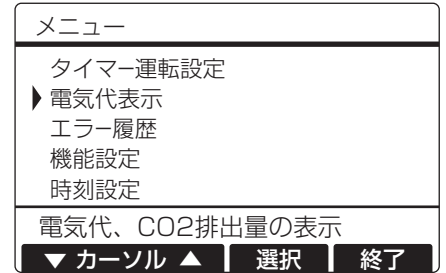 メニュー
タイマー運転設定
▶電気代表示
エラー履歴
機能設定
時刻設定
電気代、CO2排出量の表示
▼ カーソル ▲ 選択 終了